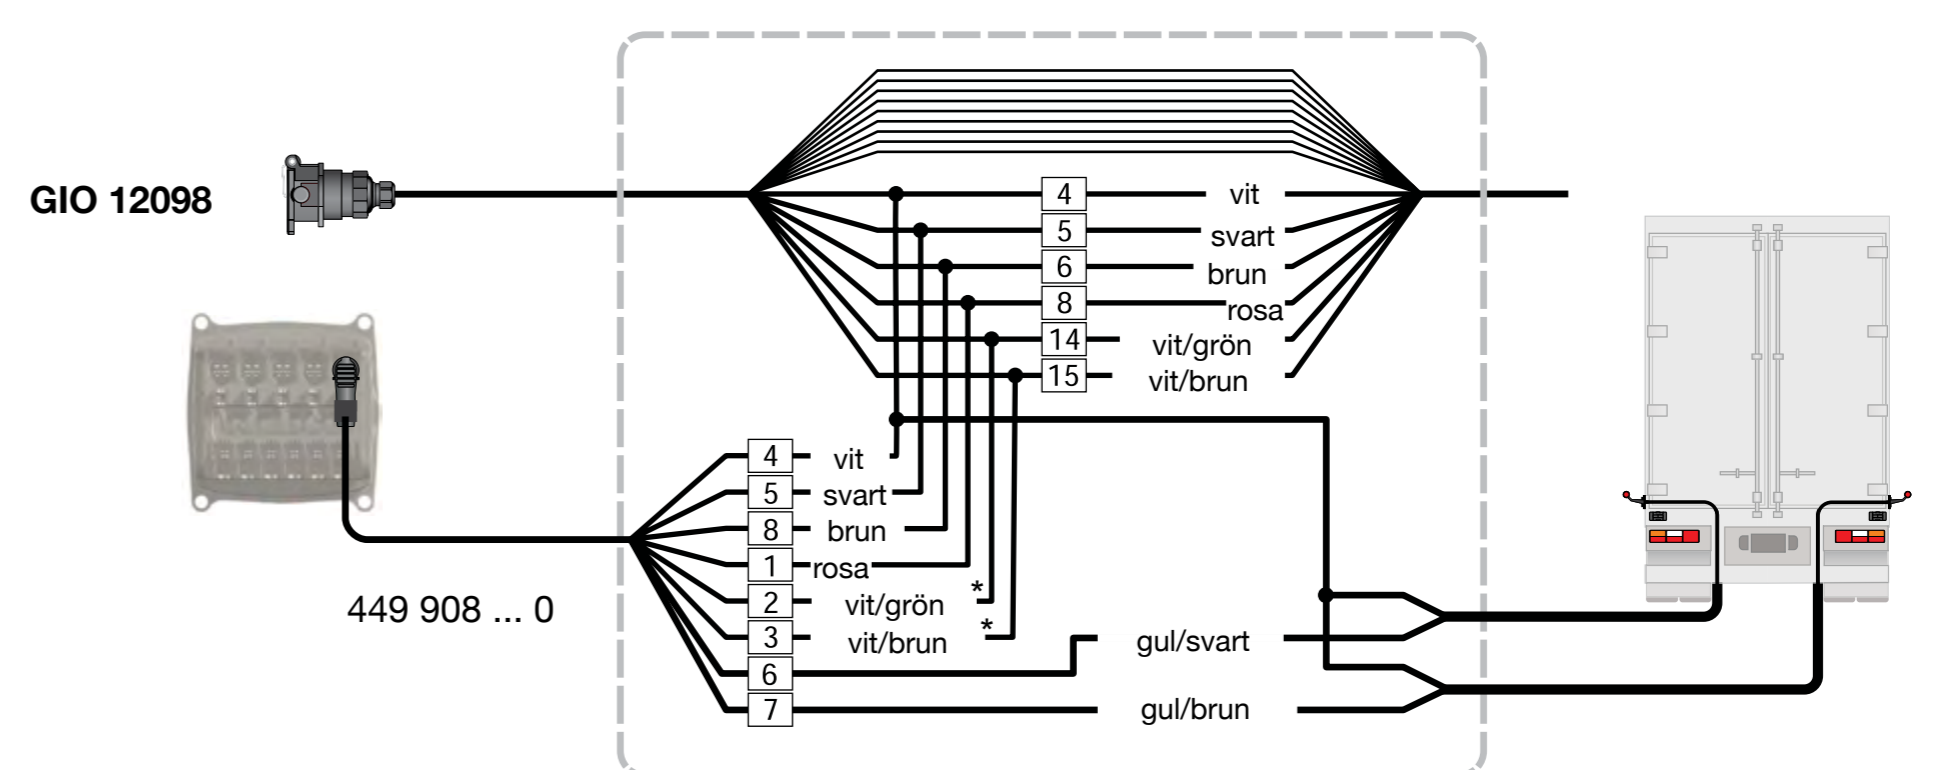 GIO 12098
4 vit
5 svart
6 brun
8 rosa
14 vit/grön
15 vit/brun
4 vit
5 svart
8 brun
1 rosa
2 vit/grön *
3 vit/brun *
6 gul/svart
7 gul/brun
449 908 ... 0